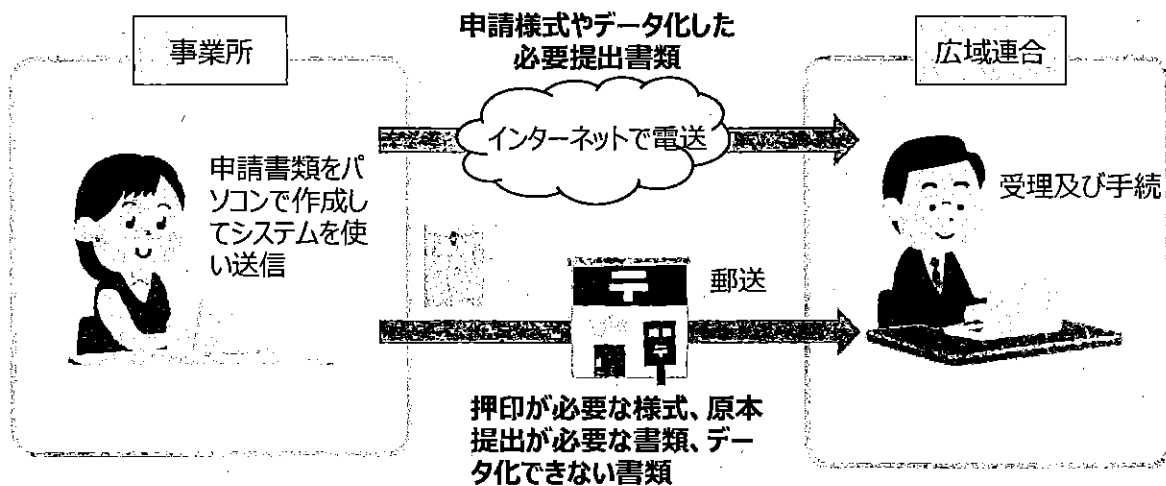 事業所
申請書類をパ
ソコンで作成し
てシステムを使
い送信
申請様式やデータ化した
必要提出書類
インターネットで電送
郵送
〒
〒
押印が必要な様式、原本
提出が必要な書類、デー
タ化できない書類
広域連合
受理及び手続